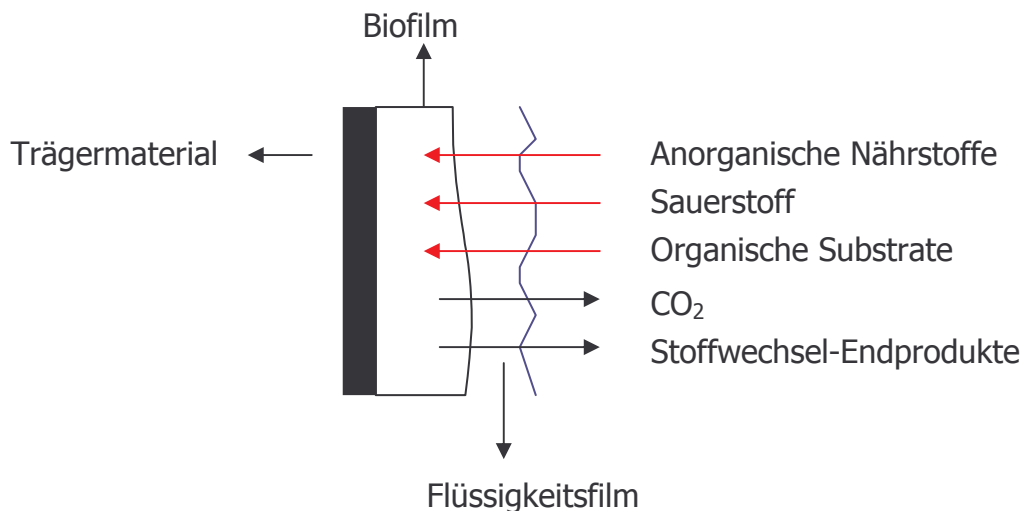 Biofilm
Trägermaterial
Anorganische Nährstoffe
Sauerstoff
Organische Substrate
CO₂
Stoffwechsel-Endprodukte
Flüssigkeitsfilm